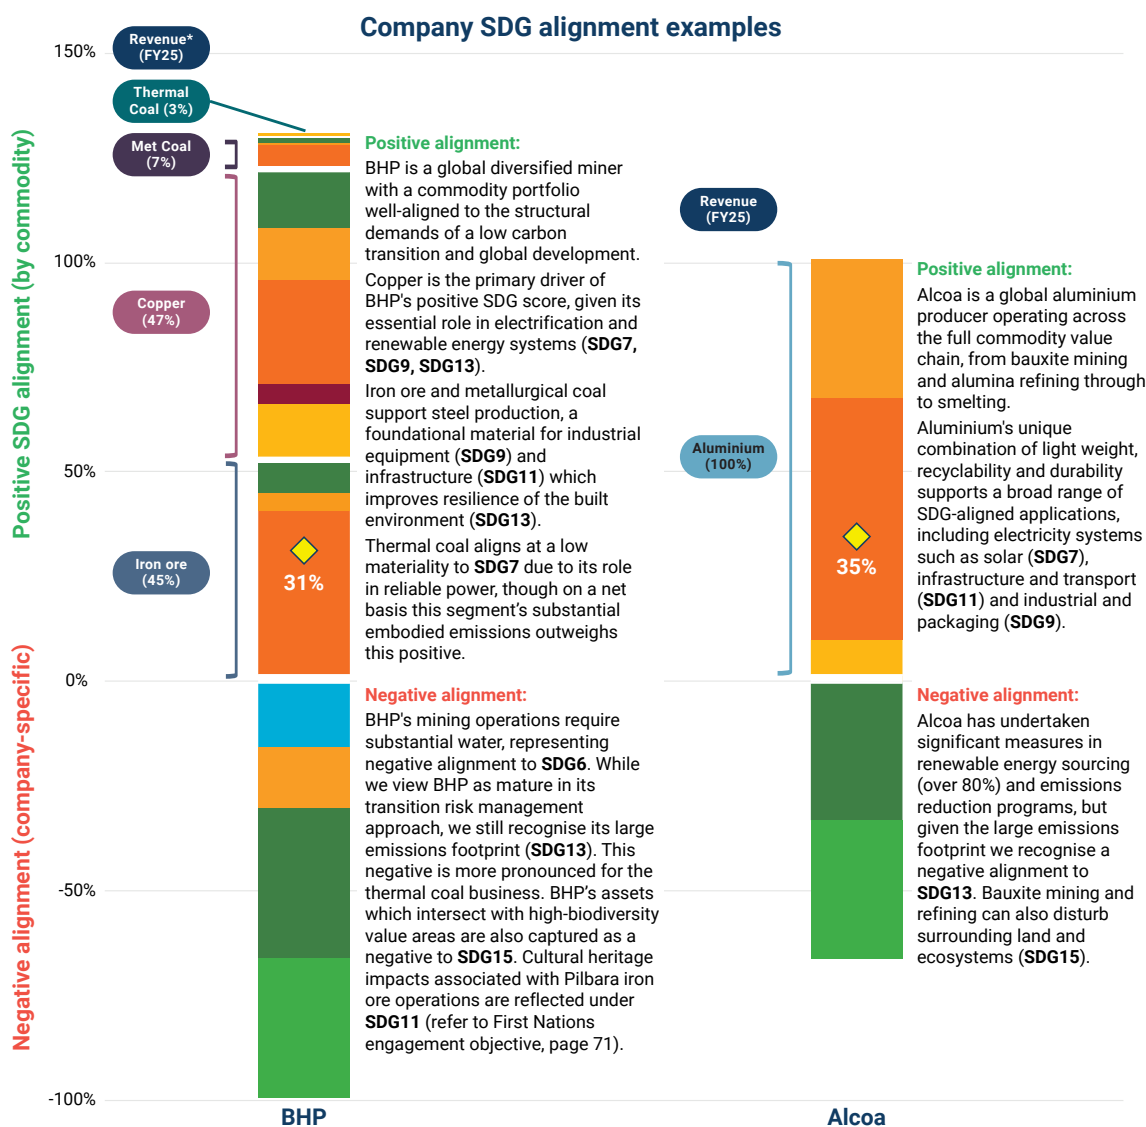 Company SDG alignment examples
Positive SDG alignment (by commodity)
Negative alignment (company-specific)
150%
100%
50%
0%
-50%
-100%
Revenue*
(FY25)
Thermal
Coal (3%)
Met Coal
(7%)
Copper
(47%)
Iron ore
(45%)
31%
Positive alignment:
BHP is a global diversified miner
with a commodity portfolio
well-aligned to the structural
demands of a low carbon
transition and global development.
Copper is the primary driver of
BHP's positive SDG score, given its
essential role in electrification and
renewable energy systems (SDG7,
SDG9, SDG13).
Iron ore and metallurgical coal
support steel production, a
foundational material for industrial
equipment (SDG9) and
infrastructure (SDG11) which
improves resilience of the built
environment (SDG13).
Thermal coal aligns at a low
materiality to SDG7 due to its role
in reliable power, though on a net
basis this segment's substantial
embodied emissions outweighs
this positive.
Negative alignment:
BHP's mining operations require
substantial water, representing
negative alignment to SDG6. While
we view BHP as mature in its
transition risk management
approach, we still recognise its large
emissions footprint (SDG13). This
negative is more pronounced for the
thermal coal business. BHP's assets
which intersect with high-biodiversity
value areas are also captured as a
negative to SDG15. Cultural heritage
impacts associated with Pilbara iron
ore operations are reflected under
SDG11 (refer to First Nations
engagement objective, page 71).
BHP
Revenue
(FY25)
Aluminium
(100%)
35%
Positive alignment:
Alcoa is a global aluminium
producer operating across
the full commodity value
chain, from bauxite mining
and alumina refining through
to smelting.
Aluminium's unique
combination of light weight,
recyclability and durability
supports a broad range of
SDG-aligned applications,
including electricity systems
such as solar (SDG7),
infrastructure and transport
(SDG11) and industrial and
packaging (SDG9).
Negative alignment:
Alcoa has undertaken
significant measures in
renewable energy sourcing
(over 80%) and emissions
reduction programs, but
given the large emissions
footprint we recognise a
negative alignment to
SDG13. Bauxite mining and
refining can also disturb
surrounding land and
ecosystems (SDG15).
Alcoa